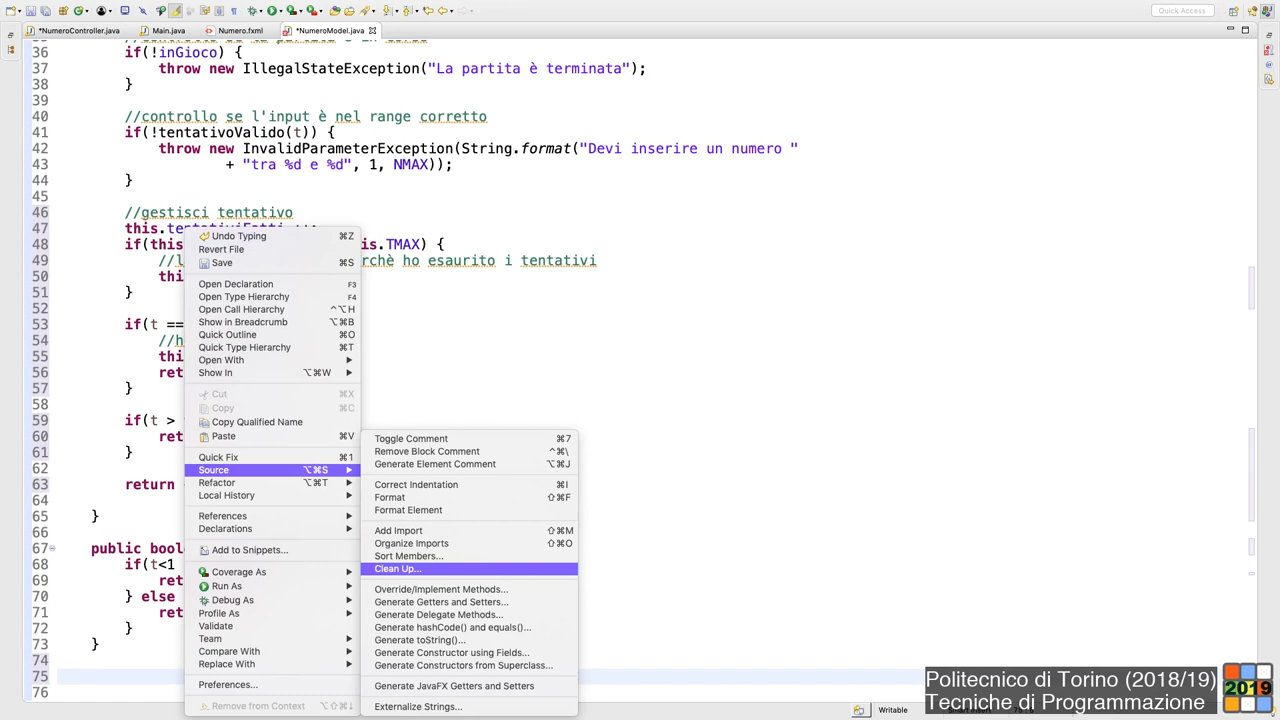 Quick Access
*NumeroController.java
Main.java
Numero.fxml
*NumeroModel.java
36 if(!inGioco) {
37 throw new IllegalStateException("La partita è terminata");
38 }
39
40 //controllo se l'input è nel range corretto
41 if(!tentativoValido(t)) {
42 throw new InvalidParameterException(String.format("Devi inserire un numero "
43 + "tra %d e %d", 1, NMAX));
44 }
45
46 //gestisci tentativo
47 this.
48 if(this is.TMAX) {
49 //l rchè ho esaurito i tentativi
50 thi
51 }
52
53 if(t ==
54 //h
55 thi
56 ret
57 }
58
59 if(t >
60 ret
61 }
62
63 return
64
65 }
66
67 public boole
68 if(t<1
69 ret
70 } else
71 ret
72 }
73 }
74
75
76
Undo Typing ⌘Z
Revert File
Save ⌘S
Open Declaration F3
Open Type Hierarchy F4
Open Call Hierarchy ^⌥H
Show in Breadcrumb ⌥⌘B
Quick Outline ⌘O
Quick Type Hierarchy ⌘T
Open With
Show In ⌥⌘W
Cut ⌘X
Copy ⌘C
Copy Qualified Name
Paste ⌘V
Quick Fix ⌘1
Source ⌥⌘S
Refactor ⌥⌘T
Local History
References
Declarations
Add to Snippets...
Coverage As
Run As
Debug As
Profile As
Validate
Team
Compare With
Replace With
Preferences...
Remove from Context ⌥⇧⌘↓
Toggle Comment ⌘7
Remove Block Comment ^⌘\
Generate Element Comment ⌥⌘J
Correct Indentation ⌘I
Format ⇧⌘F
Format Element
Add Import ⇧⌘M
Organize Imports ⇧⌘O
Sort Members...
Clean Up...
Override/Implement Methods...
Generate Getters and Setters...
Generate Delegate Methods...
Generate hashCode() and equals()...
Generate toString()...
Generate Constructor using Fields...
Generate Constructors from Superclass...
Generate JavaFX Getters and Setters
Externalize Strings...
Politecnico di Torino (2018/19)
Tecniche di Programmazione
2019
Writable